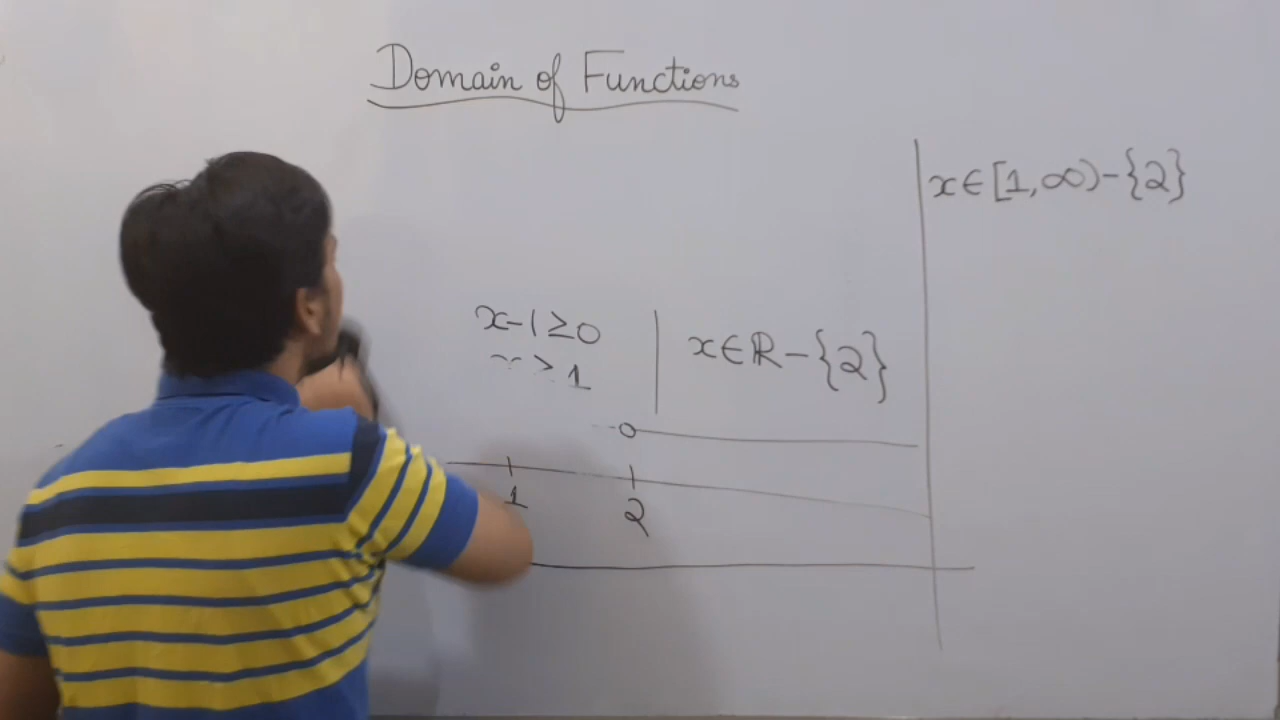 Domain of Functions
x∈[1,∞)-{2}
x-1≥0
x≥1
x∈ℝ-{2}
1
2